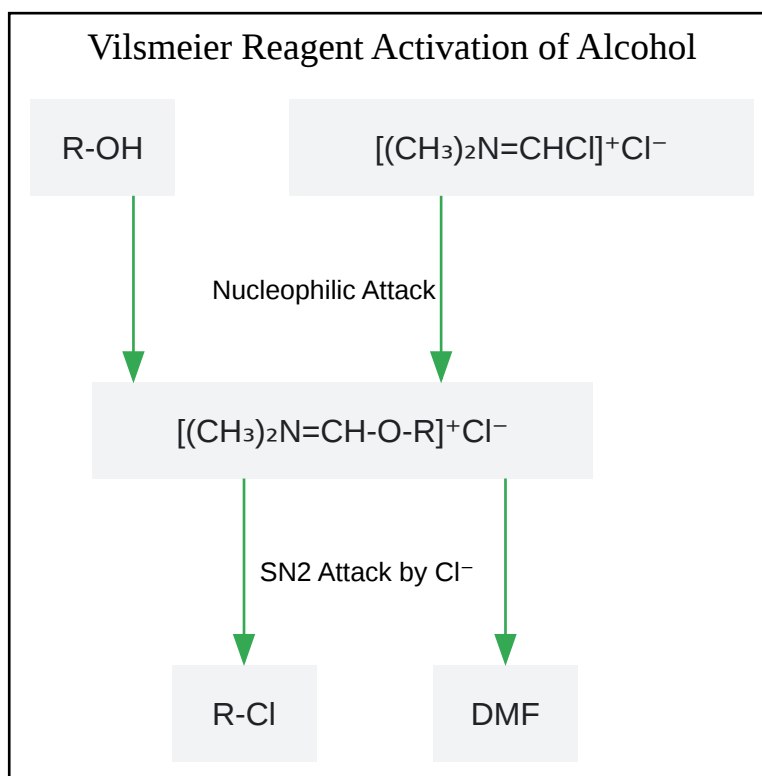 Vilsmeier Reagent Activation of Alcohol
R-OH
[(CH₃)₂N=CHCl]⁺Cl⁻
Nucleophilic Attack
[(CH₃)₂N=CH-O-R]⁺Cl⁻
SN2 Attack by Cl⁻
R-Cl
DMF